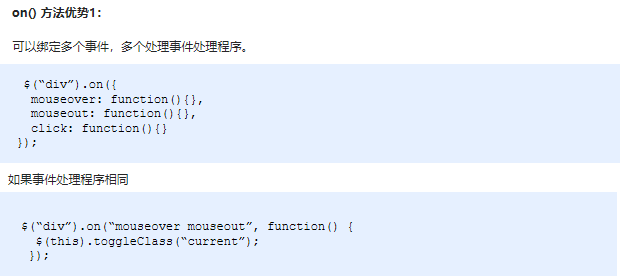 on() 方法优势1：
可以绑定多个事件，多个处理事件处理程序。
$(“div”).on({
mouseover: function(){},
mouseout: function(){},
click: function(){}
});
如果事件处理程序相同
$(“div”).on(“mouseover mouseout”, function() {
$(this).toggleClass(“current”);
});